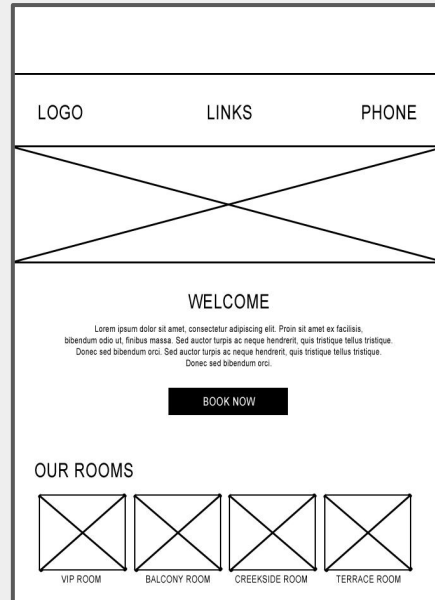 LOGO LINKS PHONE
WELCOME
Lorem ipsum dolor sit amet, consectetur adipiscing elit. Proin sit amet ex facilisis,
bibendum odio ut, finibus massa. Sed auctor turpis ac neque hendrerit, quis tristique tellus tristique.
Donec sed bibendum orci. Sed auctor turpis ac neque hendrerit, quis tristique tellus tristique.
Donec sed bibendum orci.
BOOK NOW
OUR ROOMS
VIP ROOM BALCONY ROOM CREEKSIDE ROOM TERRACE ROOM